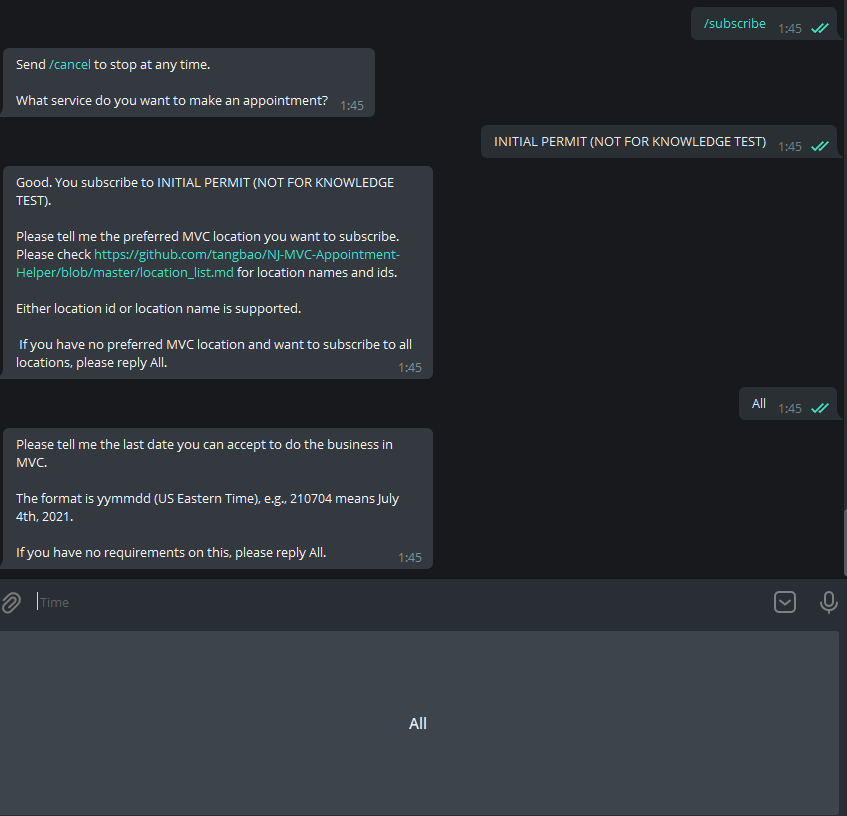 /subscribe 1:45
Send /cancel to stop at any time.
What service do you want to make an appointment? 1:45
INITIAL PERMIT (NOT FOR KNOWLEDGE TEST) 1:45
Good. You subscribe to INITIAL PERMIT (NOT FOR KNOWLEDGE
TEST).
Please tell me the preferred MVC location you want to subscribe.
Please check https://github.com/tangbao/NJ-MVC-Appointment-
Helper/blob/master/location_list.md for location names and ids.
Either location id or location name is supported.
If you have no preferred MVC location and want to subscribe to all
locations, please reply All. 1:45
All 1:45
Please tell me the last date you can accept to do the business in
MVC.
The format is yymmdd (US Eastern Time), e.g., 210704 means July
4th, 2021.
If you have no requirements on this, please reply All. 1:45
Time
All